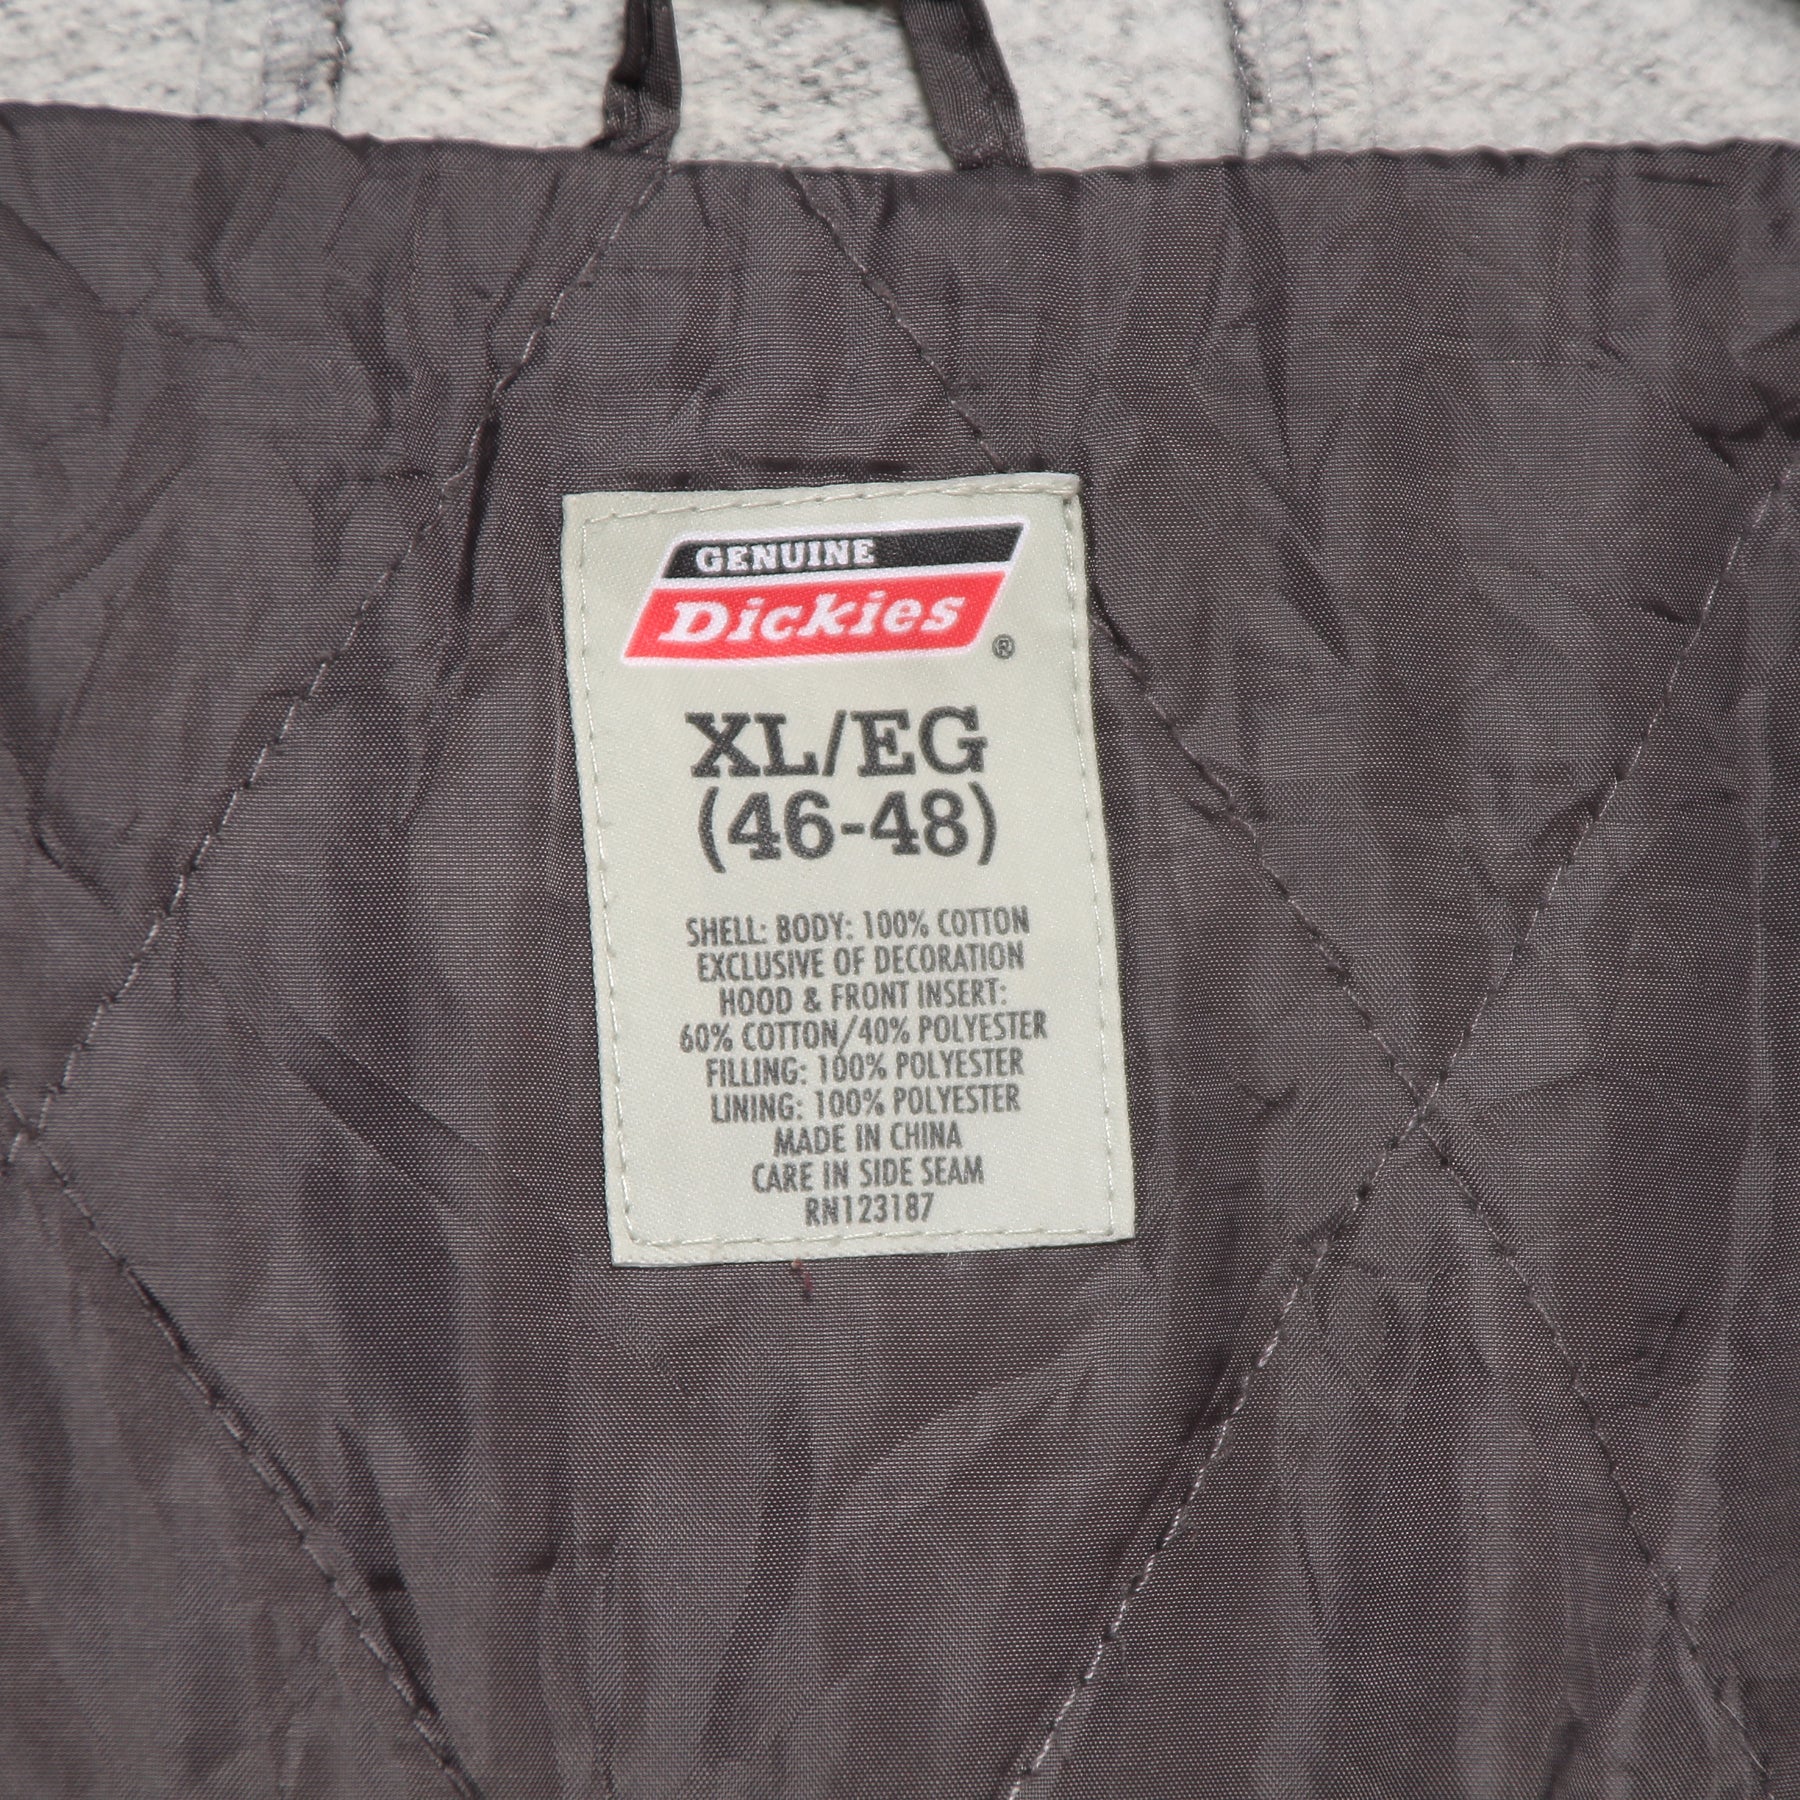 GENUINE
Dickies
®
XL/EG
(46-48)
SHELL: BODY: 100% COTTON
EXCLUSIVE OF DECORATION
HOOD & FRONT INSERT:
60% COTTON/40% POLYESTER
FILLING: 100% POLYESTER
LINING: 100% POLYESTER
MADE IN CHINA
CARE IN SIDE SEAM
RN123187